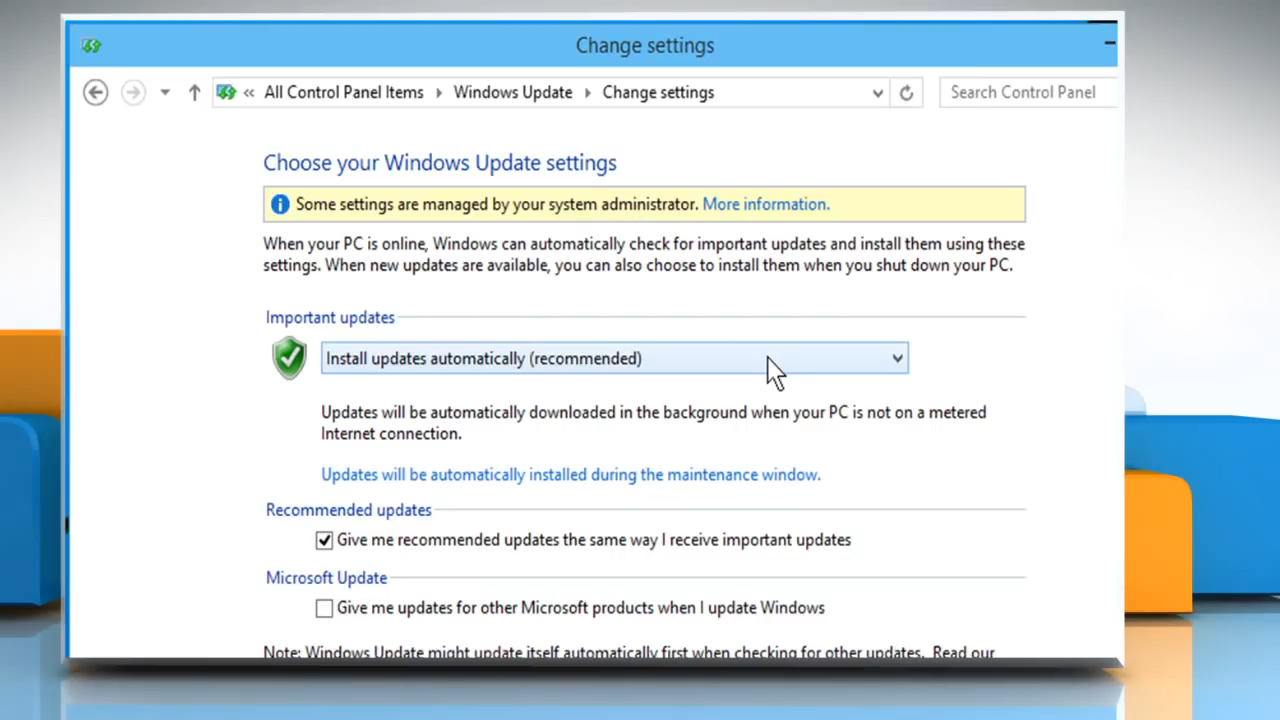 Change settings
« All Control Panel Items Windows Update Change settings Search Control Panel
Choose your Windows Update settings
Some settings are managed by your system administrator. More information.
When your PC is online, Windows can automatically check for important updates and install them using these
settings. When new updates are available, you can also choose to install them when you shut down your PC.
Important updates
Install updates automatically (recommended)
Updates will be automatically downloaded in the background when your PC is not on a metered
Internet connection.
Updates will be automatically installed during the maintenance window.
Recommended updates
Give me recommended updates the same way I receive important updates
Microsoft Update
Give me updates for other Microsoft products when I update Windows
Note: Windows Update might update itself automatically first when checking for other updates. Read our